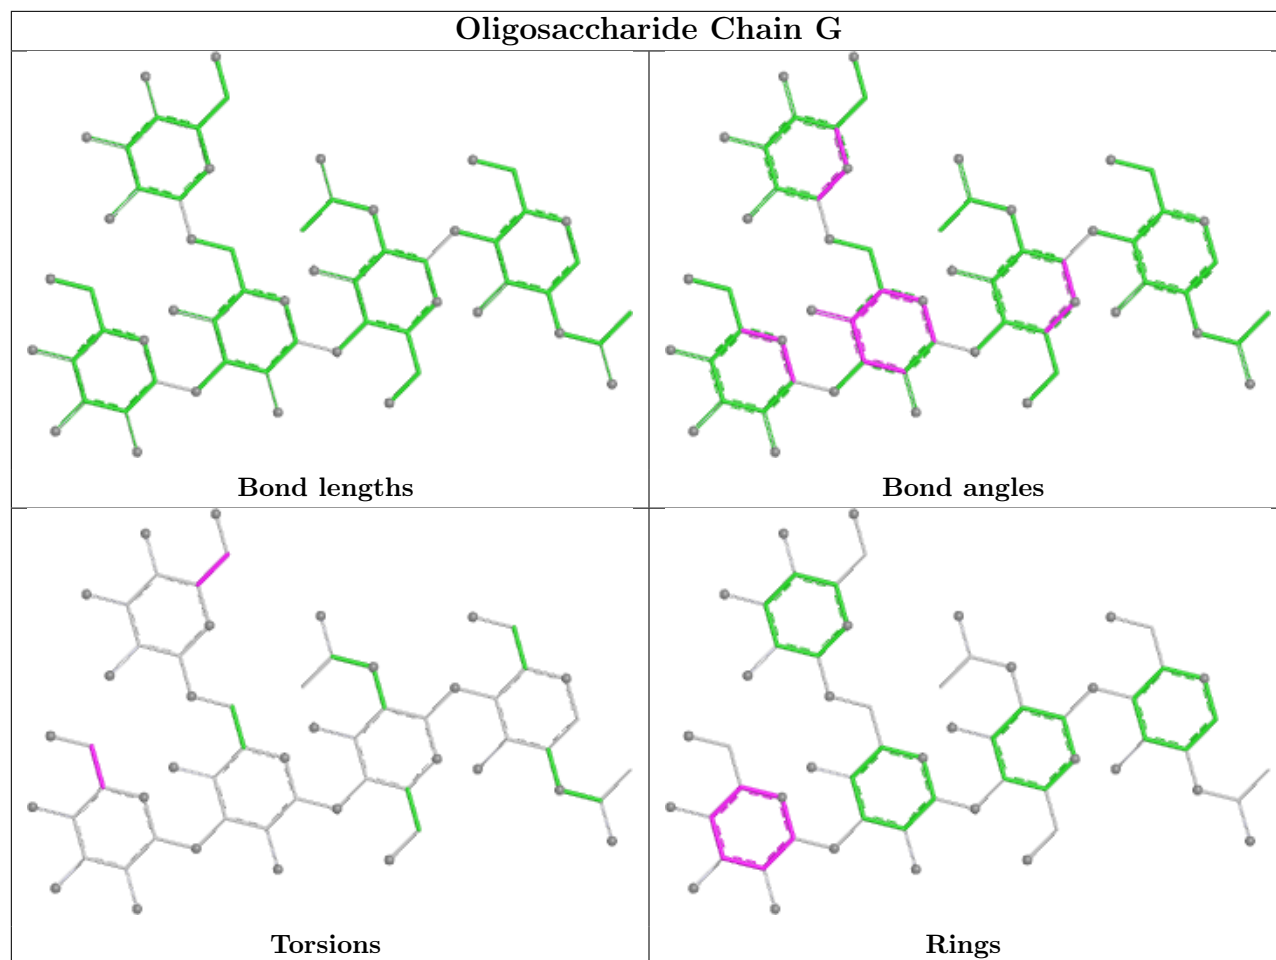 Oligosaccharide Chain G
Bond lengths
Bond angles
Torsions
Rings